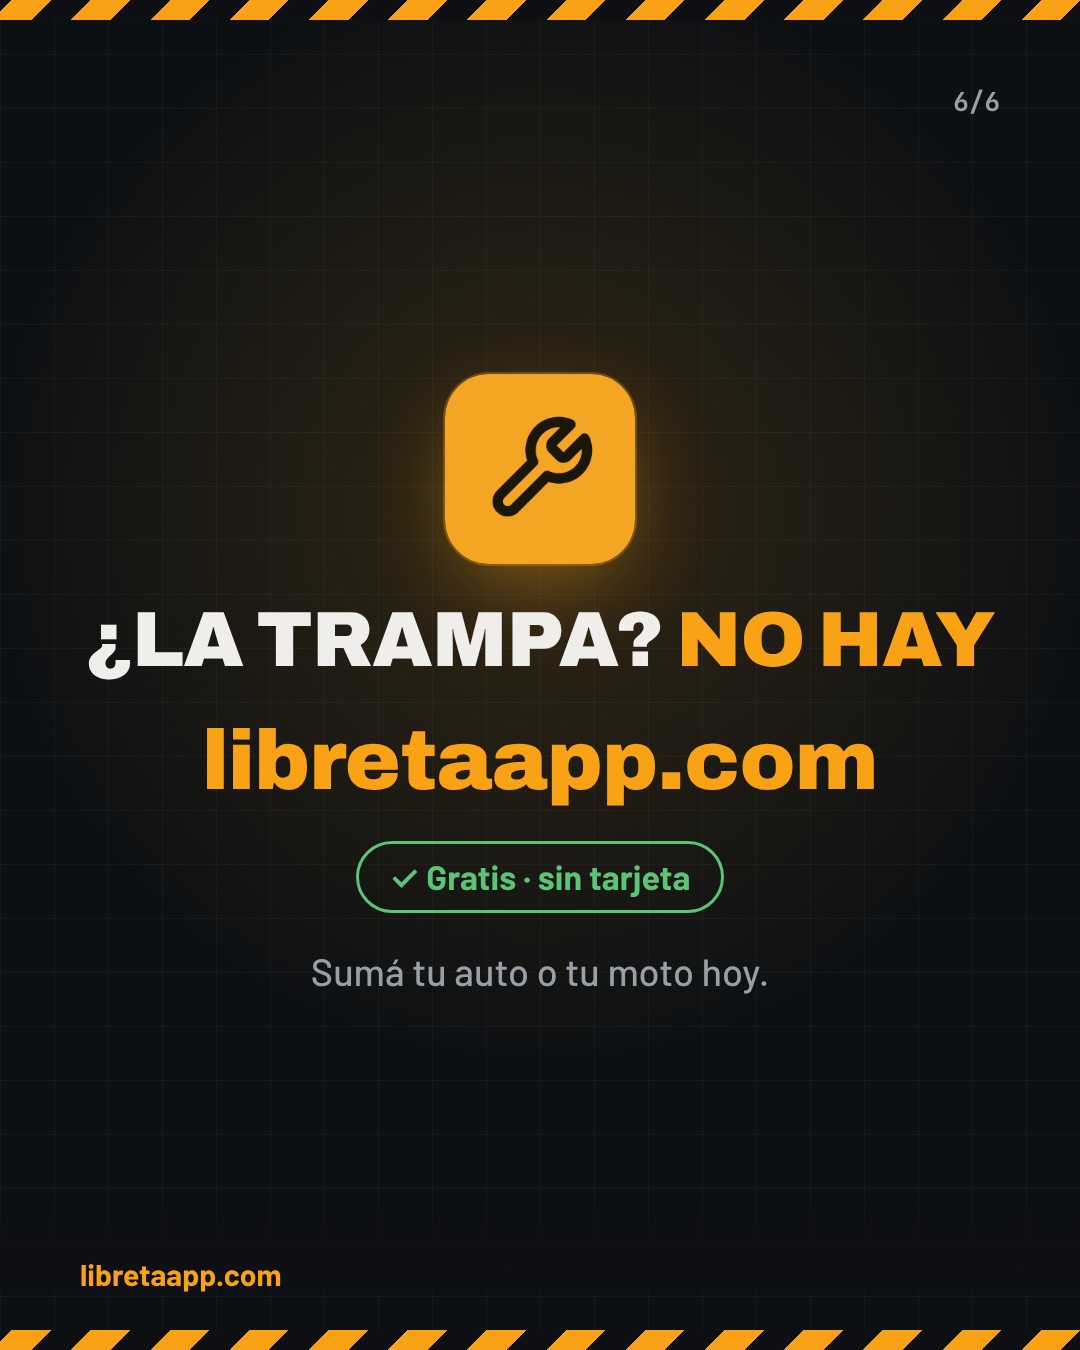 6/6
¿LA TRAMPA? NO HAY
libretaapp.com
✓ Gratis · sin tarjeta
Sumá tu auto o tu moto hoy.
libretaapp.com